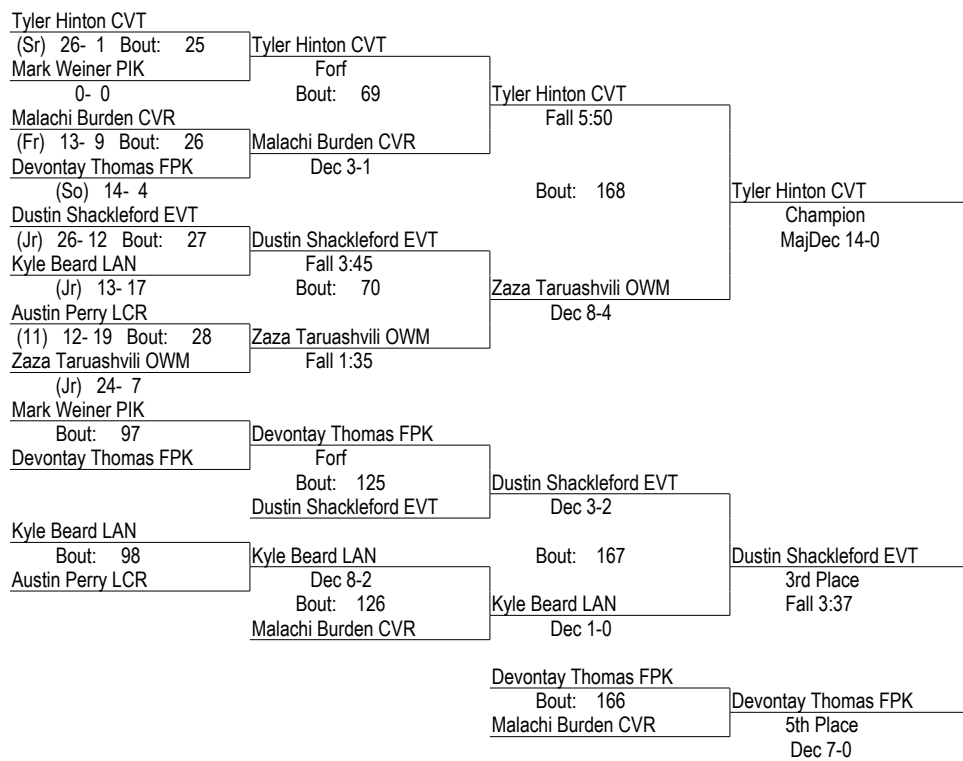 Tyler Hinton CVT
(Sr) 26- 1 Bout: 25
Tyler Hinton CVT
Mark Weiner PIK
Forf
0- 0
Bout: 69
Tyler Hinton CVT
Malachi Burden CVR
Fall 5:50
(Fr) 13- 9 Bout: 26
Malachi Burden CVR
Devontay Thomas FPK
Dec 3-1
(So) 14- 4
Bout: 168
Tyler Hinton CVT
Dustin Shackleford EVT
Champion
(Jr) 26- 12 Bout: 27
Dustin Shackleford EVT
MajDec 14-0
Kyle Beard LAN
Fall 3:45
(Jr) 13- 17
Bout: 70
Zaza Taruashvili OWM
Austin Perry LCR
Dec 8-4
(11) 12- 19 Bout: 28
Zaza Taruashvili OWM
Zaza Taruashvili OWM
Fall 1:35
(Jr) 24- 7
Mark Weiner PIK
Bout: 97
Devontay Thomas FPK
Devontay Thomas FPK
Forf
Bout: 125
Dustin Shackleford EVT
Dustin Shackleford EVT
Dec 3-2
Kyle Beard LAN
Bout: 98
Kyle Beard LAN
Bout: 167
Dustin Shackleford EVT
Austin Perry LCR
Dec 8-2
3rd Place
Bout: 126
Kyle Beard LAN
Fall 3:37
Malachi Burden CVR
Dec 1-0
Devontay Thomas FPK
Bout: 166
Devontay Thomas FPK
Malachi Burden CVR
5th Place
Dec 7-0